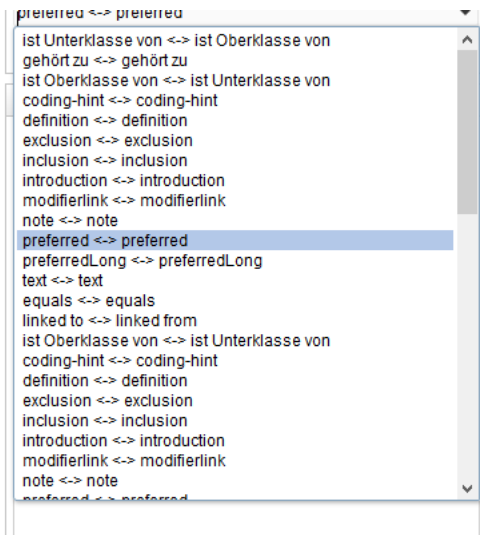 preferred <-> preferred
ist Unterklasse von <-> ist Oberklasse von
gehört zu <-> gehört zu
ist Oberklasse von <-> ist Unterklasse von
coding-hint <-> coding-hint
definition <-> definition
exclusion <-> exclusion
inclusion <-> inclusion
introduction <-> introduction
modifierlink <-> modifierlink
note <-> note
preferred <-> preferred
preferredLong <-> preferredLong
text <-> text
equals <-> equals
linked to <-> linked from
ist Oberklasse von <-> ist Unterklasse von
coding-hint <-> coding-hint
definition <-> definition
exclusion <-> exclusion
inclusion <-> inclusion
introduction <-> introduction
modifierlink <-> modifierlink
note <-> note
preferred <-> preferred